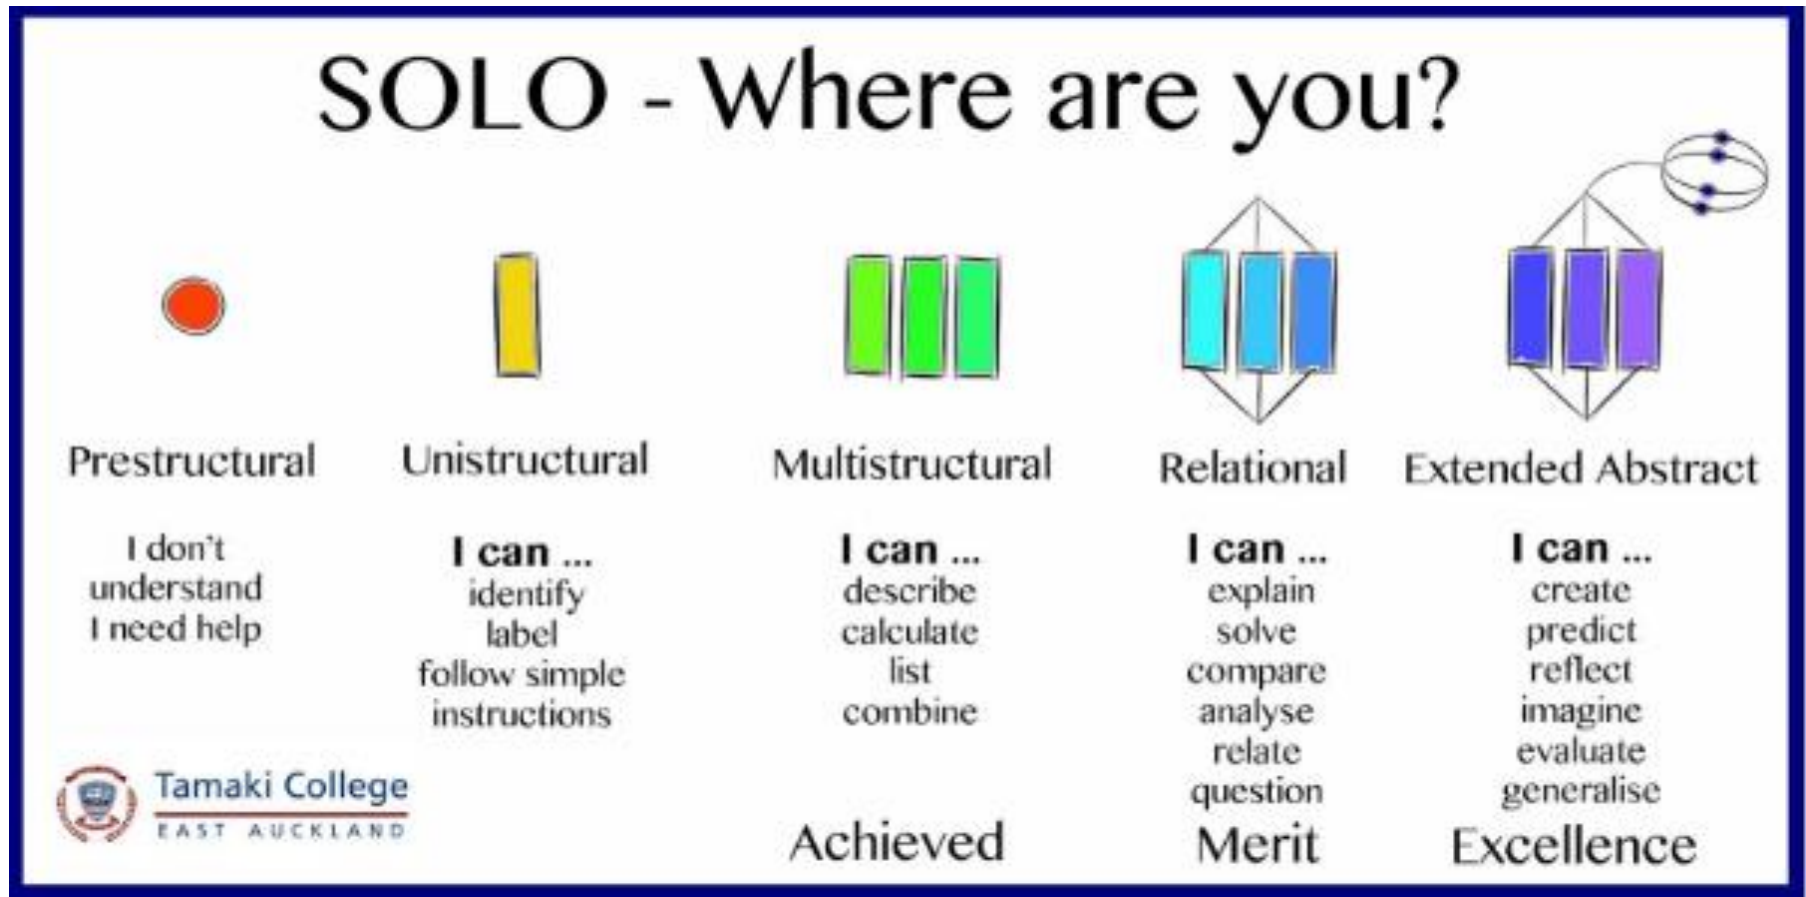 SOLO - Where are you?
Prestructural
I don't
understand
I need help
Unistructural
I can ...
identify
label
follow simple
instructions
Multistructural
I can ...
describe
calculate
list
combine
Achieved
Relational
I can ...
explain
solve
compare
analyse
relate
question
Merit
Extended Abstract
I can ...
create
predict
reflect
imagine
evaluate
generalise
Excellence
Tamaki College
EAST AUCKLAND